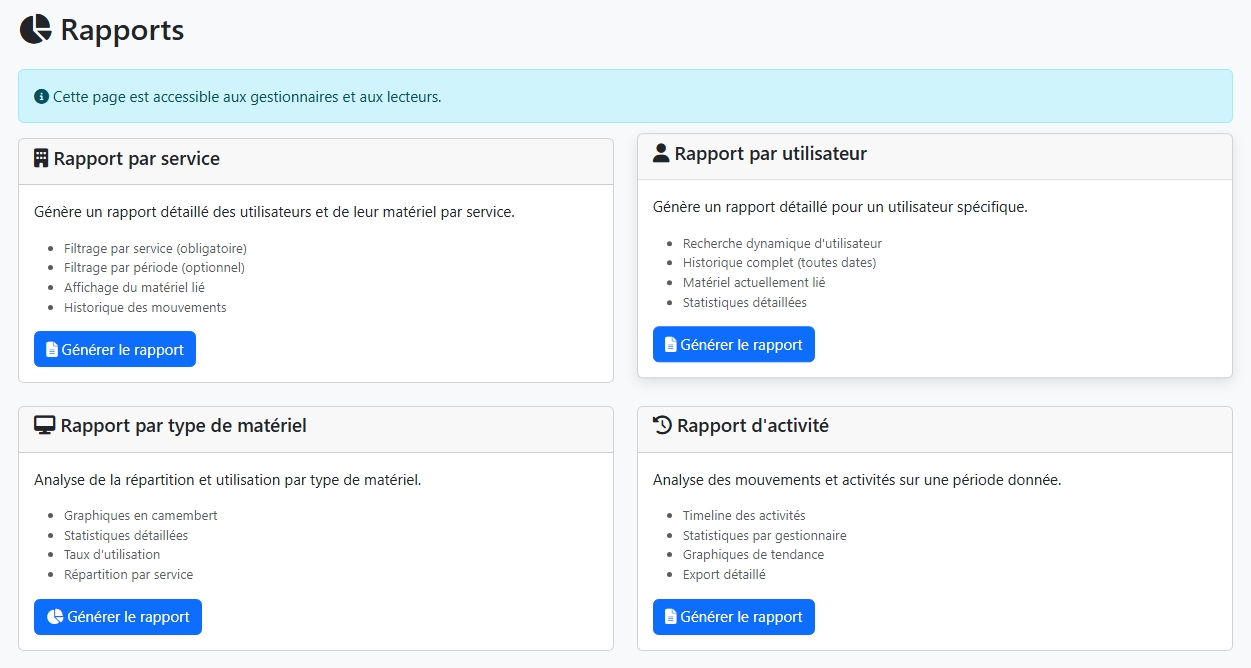 Rapports
Cette page est accessible aux gestionnaires et aux lecteurs.
Rapport par service
Génère un rapport détaillé des utilisateurs et de leur matériel par service.
Filtrage par service (obligatoire)
Filtrage par période (optionnel)
Affichage du matériel lié
Historique des mouvements
Générer le rapport
Rapport par utilisateur
Génère un rapport détaillé pour un utilisateur spécifique.
Recherche dynamique d'utilisateur
Historique complet (toutes dates)
Matériel actuellement lié
Statistiques détaillées
Générer le rapport
Rapport par type de matériel
Analyse de la répartition et utilisation par type de matériel.
Graphiques en camembert
Statistiques détaillées
Taux d'utilisation
Répartition par service
Générer le rapport
Rapport d'activité
Analyse des mouvements et activités sur une période donnée.
Timeline des activités
Statistiques par gestionnaire
Graphiques de tendance
Export détaillé
Générer le rapport